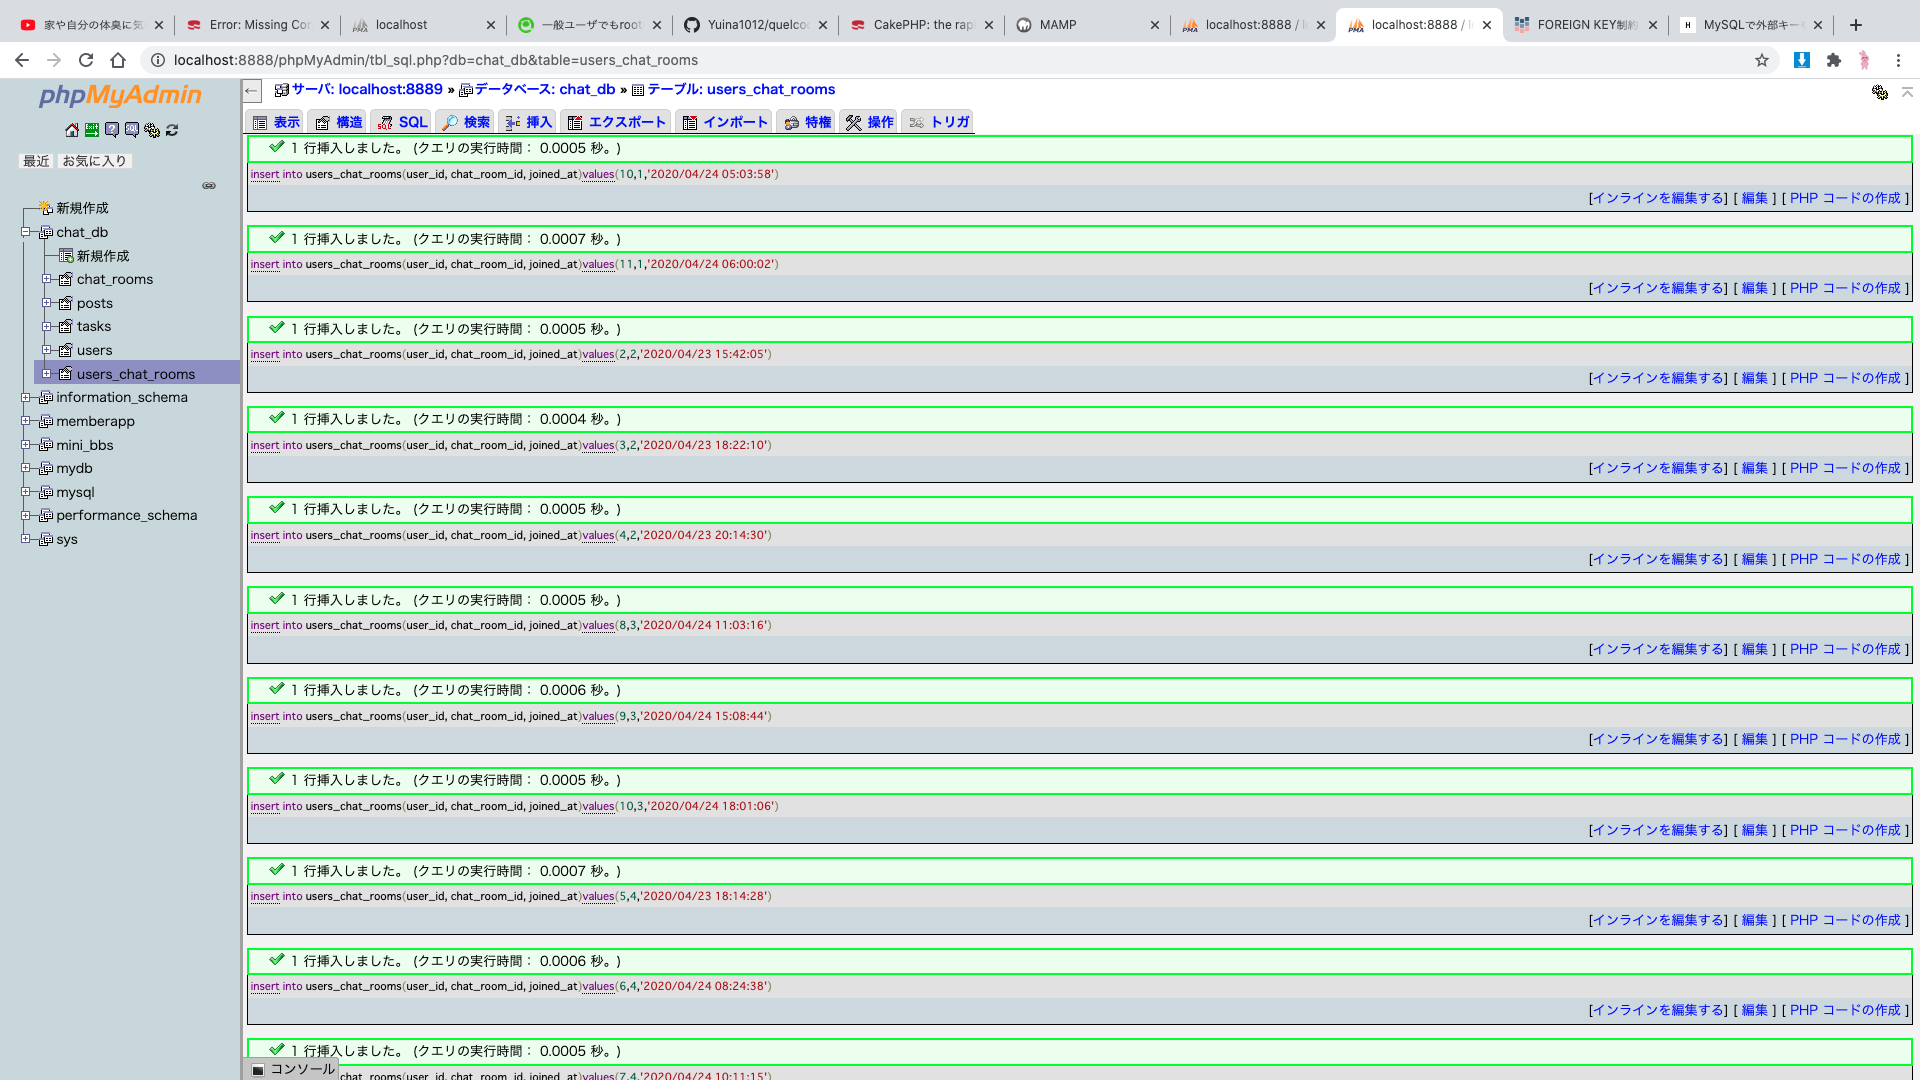 家や自分の体臭に気
Error: Missing Cor
localhost
一般ユーザでもroot
Yuina1012/quelco
CakePHP: the rap
MAMP
localhost:8888 / lo
localhost:8888 / lo
FOREIGN KEY制約
MySQLで外部キー
localhost:8888/phpMyAdmin/tbl_sql.php?db=chat_db&table=users_chat_rooms
phpMyAdmin
サーバ: localhost:8889 » データベース: chat_db » テーブル: users_chat_rooms
表示 構造 SQL 検索 挿入 エクスポート インポート 特権 操作 トリガ
最近 お気に入り
新規作成
chat_db
新規作成
chat_rooms
posts
tasks
users
users_chat_rooms
information_schema
memberapp
mini_bbs
mydb
mysql
performance_schema
sys
1 行挿入しました。 (クエリの実行時間： 0.0005 秒。)
insert into users_chat_rooms(user_id, chat_room_id, joined_at)values(10,1,'2020/04/24 05:03:58')
[インラインを編集する] [ 編集 ] [ PHP コードの作成 ]
1 行挿入しました。 (クエリの実行時間： 0.0007 秒。)
insert into users_chat_rooms(user_id, chat_room_id, joined_at)values(11,1,'2020/04/24 06:00:02')
[インラインを編集する] [ 編集 ] [ PHP コードの作成 ]
1 行挿入しました。 (クエリの実行時間： 0.0005 秒。)
insert into users_chat_rooms(user_id, chat_room_id, joined_at)values(2,2,'2020/04/23 15:42:05')
[インラインを編集する] [ 編集 ] [ PHP コードの作成 ]
1 行挿入しました。 (クエリの実行時間： 0.0004 秒。)
insert into users_chat_rooms(user_id, chat_room_id, joined_at)values(3,2,'2020/04/23 18:22:10')
[インラインを編集する] [ 編集 ] [ PHP コードの作成 ]
1 行挿入しました。 (クエリの実行時間： 0.0005 秒。)
insert into users_chat_rooms(user_id, chat_room_id, joined_at)values(4,2,'2020/04/23 20:14:30')
[インラインを編集する] [ 編集 ] [ PHP コードの作成 ]
1 行挿入しました。 (クエリの実行時間： 0.0005 秒。)
insert into users_chat_rooms(user_id, chat_room_id, joined_at)values(8,3,'2020/04/24 11:03:16')
[インラインを編集する] [ 編集 ] [ PHP コードの作成 ]
1 行挿入しました。 (クエリの実行時間： 0.0006 秒。)
insert into users_chat_rooms(user_id, chat_room_id, joined_at)values(9,3,'2020/04/24 15:08:44')
[インラインを編集する] [ 編集 ] [ PHP コードの作成 ]
1 行挿入しました。 (クエリの実行時間： 0.0005 秒。)
insert into users_chat_rooms(user_id, chat_room_id, joined_at)values(10,3,'2020/04/24 18:01:06')
[インラインを編集する] [ 編集 ] [ PHP コードの作成 ]
1 行挿入しました。 (クエリの実行時間： 0.0007 秒。)
insert into users_chat_rooms(user_id, chat_room_id, joined_at)values(5,4,'2020/04/23 18:14:28')
[インラインを編集する] [ 編集 ] [ PHP コードの作成 ]
1 行挿入しました。 (クエリの実行時間： 0.0006 秒。)
insert into users_chat_rooms(user_id, chat_room_id, joined_at)values(6,4,'2020/04/24 08:24:38')
[インラインを編集する] [ 編集 ] [ PHP コードの作成 ]
1 行挿入しました。 (クエリの実行時間： 0.0005 秒。)
コンソール
chat_rooms(user_id, chat_room_id, joined_at)values(7,4,'2020/04/24 10:11:15')